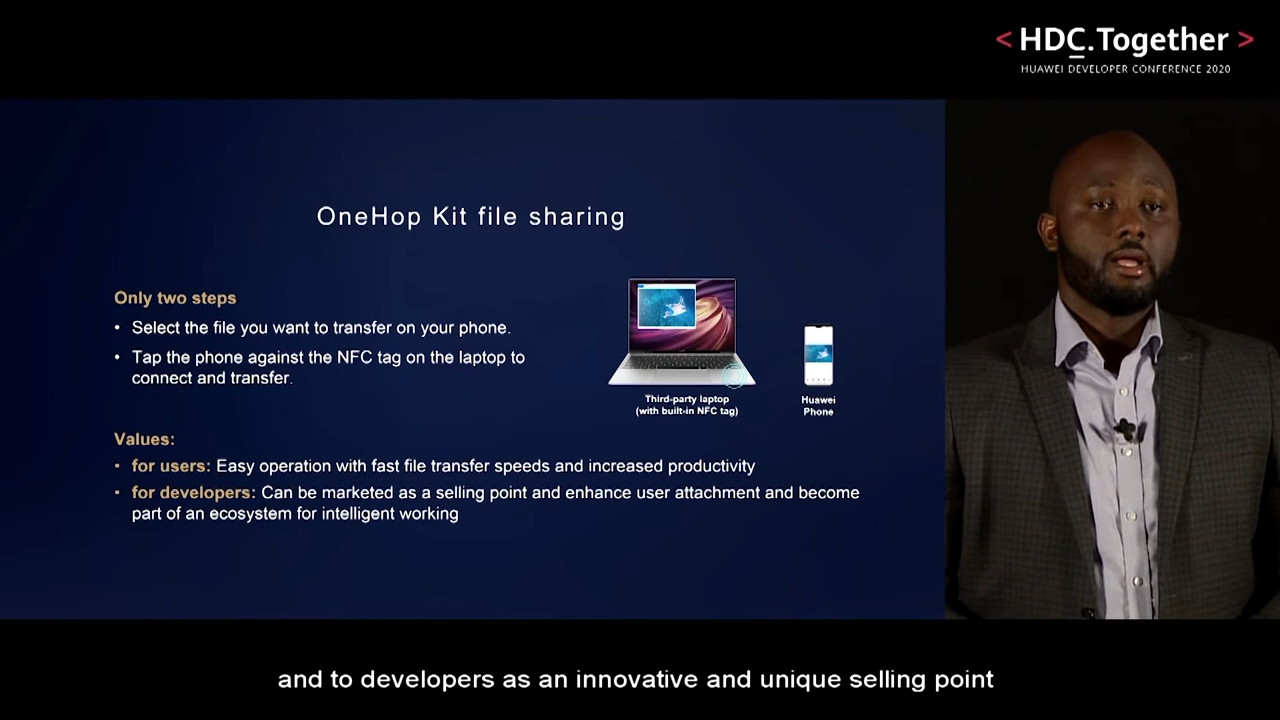 < HDC.Together >
HUAWEI DEVELOPER CONFERENCE 2020
OneHop Kit file sharing
Only two steps
• Select the file you want to transfer on your phone.
• Tap the phone against the NFC tag on the laptop to
connect and transfer.
Third-party laptop
(with built-in NFC tag)
Huawei
Phone
Values:
• for users: Easy operation with fast file transfer speeds and increased productivity
• for developers: Can be marketed as a selling point and enhance user attachment and become
part of an ecosystem for intelligent working
and to developers as an innovative and unique selling point